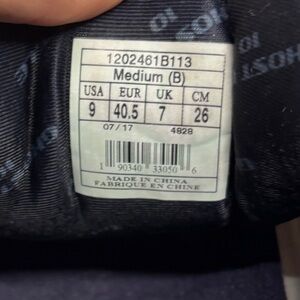 1202461B113
Medium (B)
USA EUR UK CM
9 40.5 7 26
07/17 4828
1 90340 33050 6
MADE IN CHINA
FABRIQUE EN CHINE